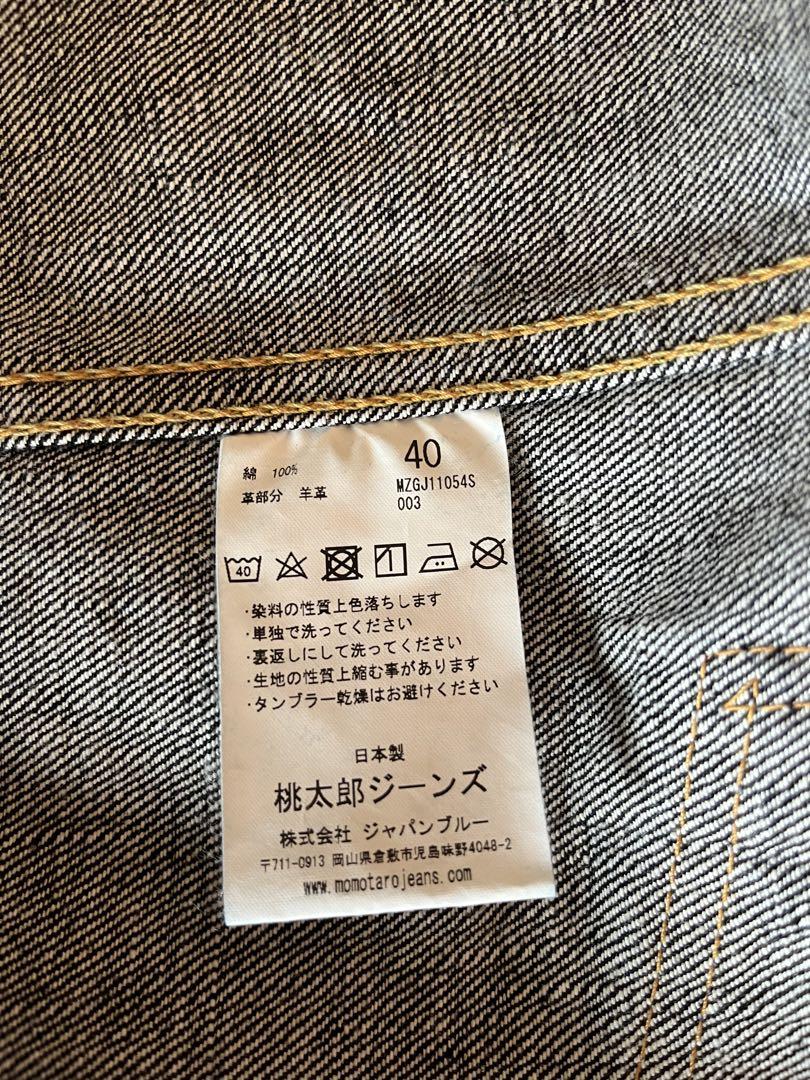 40
綿 100%
MZGJ11054S
革部分 羊革
003
40
・染料の性質上色落ちします
・単独で洗ってください
・裏返しにして洗ってください
・生地の性質上縮む事があります
・タンブラー乾燥はお避けください
日本製
桃太郎ジーンズ
株式会社 ジャパンブルー
〒711-0913 岡山県倉敷市児島味野4048-2
www.momotarojeans.com